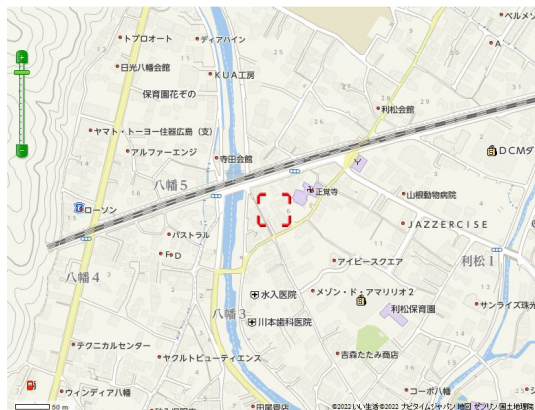 ベルメゾ
トプロオート
ディアハイン
A
日光八幡会館
KUA工房
保育園花ぞの
利松会館
ヤマト・トーヨー住器広島（支）
アルファーエンジ
寺田会館
DCMダ
八幡5
正覚寺
山根動物病院
ローソン
JAZZERCISE
パストラル
アイビースクエア
利松1
F・D
八幡4
水入医院
メゾン・ド・アマリリオ2
八幡3
利松保育園
サンライズ珠光
川本歯科医院
テクニカルセンター
ヤクルトビューティエンス
吉森たたみ商店
ウィンディア八幡
コーポ八幡
50 m
田尾畳店
©2022 いい生活 ©2022 ナビタイムジャパン 地図 ゼンリン 国土地理院